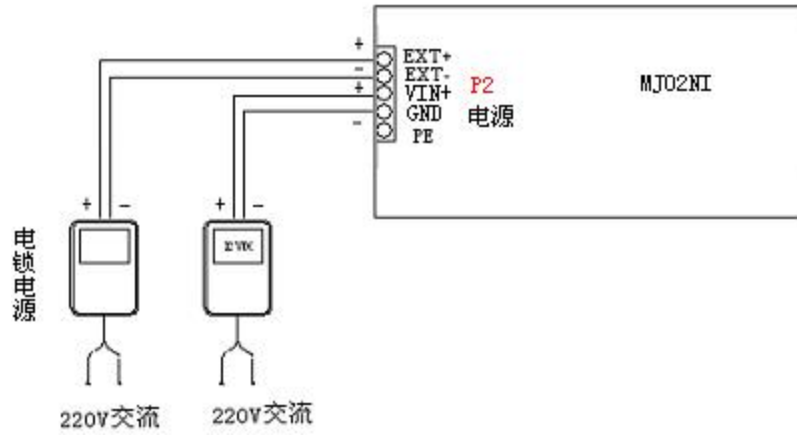 +
EXT+
-
EXT-
+
VIN+
P2
MJ02NI
GND
电源
-
PE
+ -
+ -
12VDC
电锁电源
220V交流
220V交流